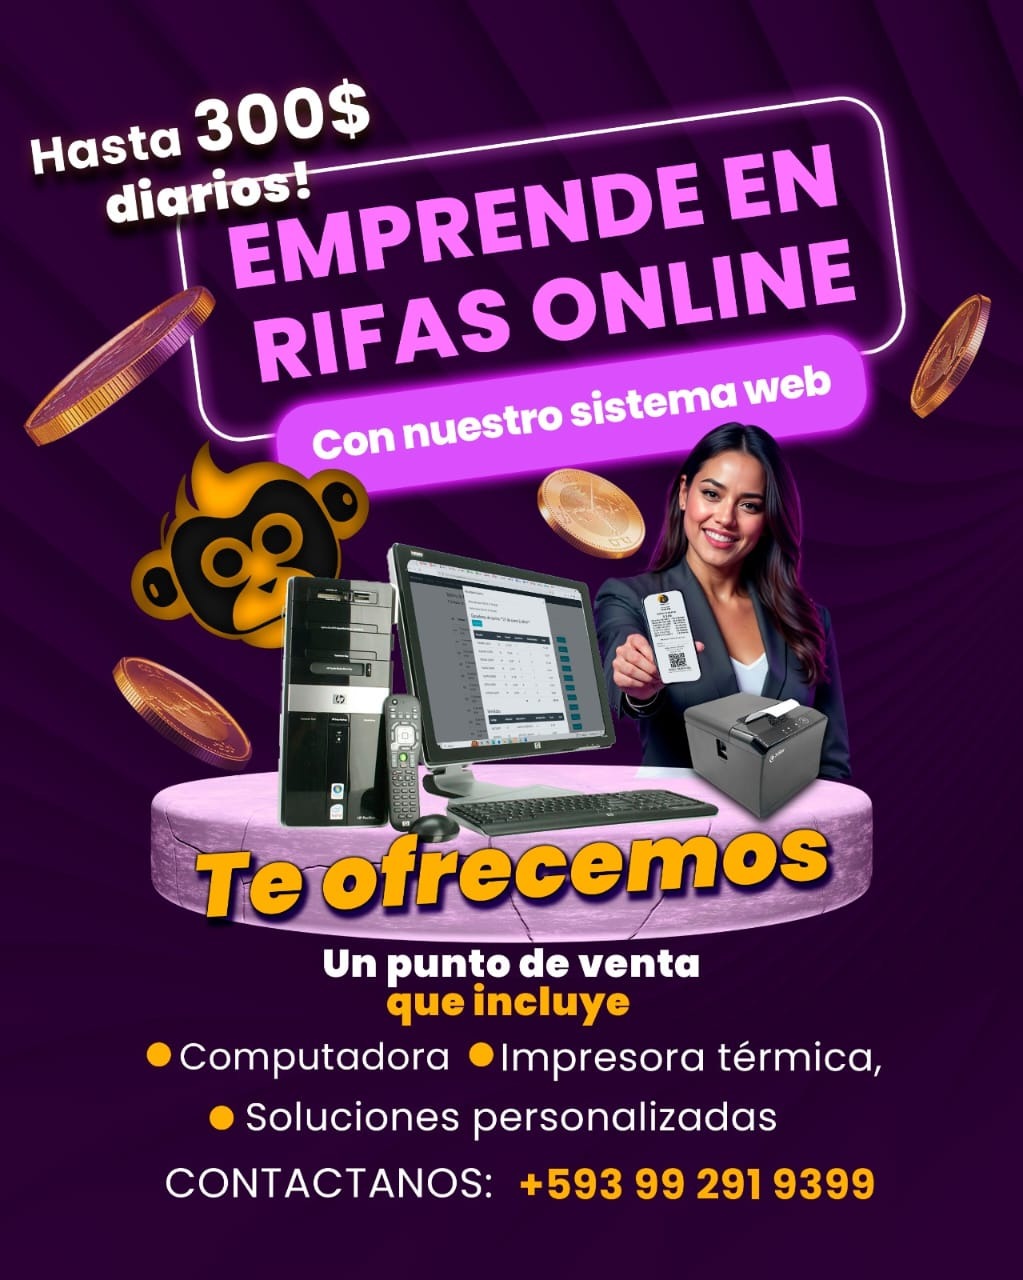 Hasta 300$
diarios!
EMPRENDE EN
RIFAS ONLINE
Con nuestro sistema web
Te ofrecemos
Un punto de venta
que incluye
Computadora
Impresora térmica,
Soluciones personalizadas
CONTACTANOS: +593 99 291 9399